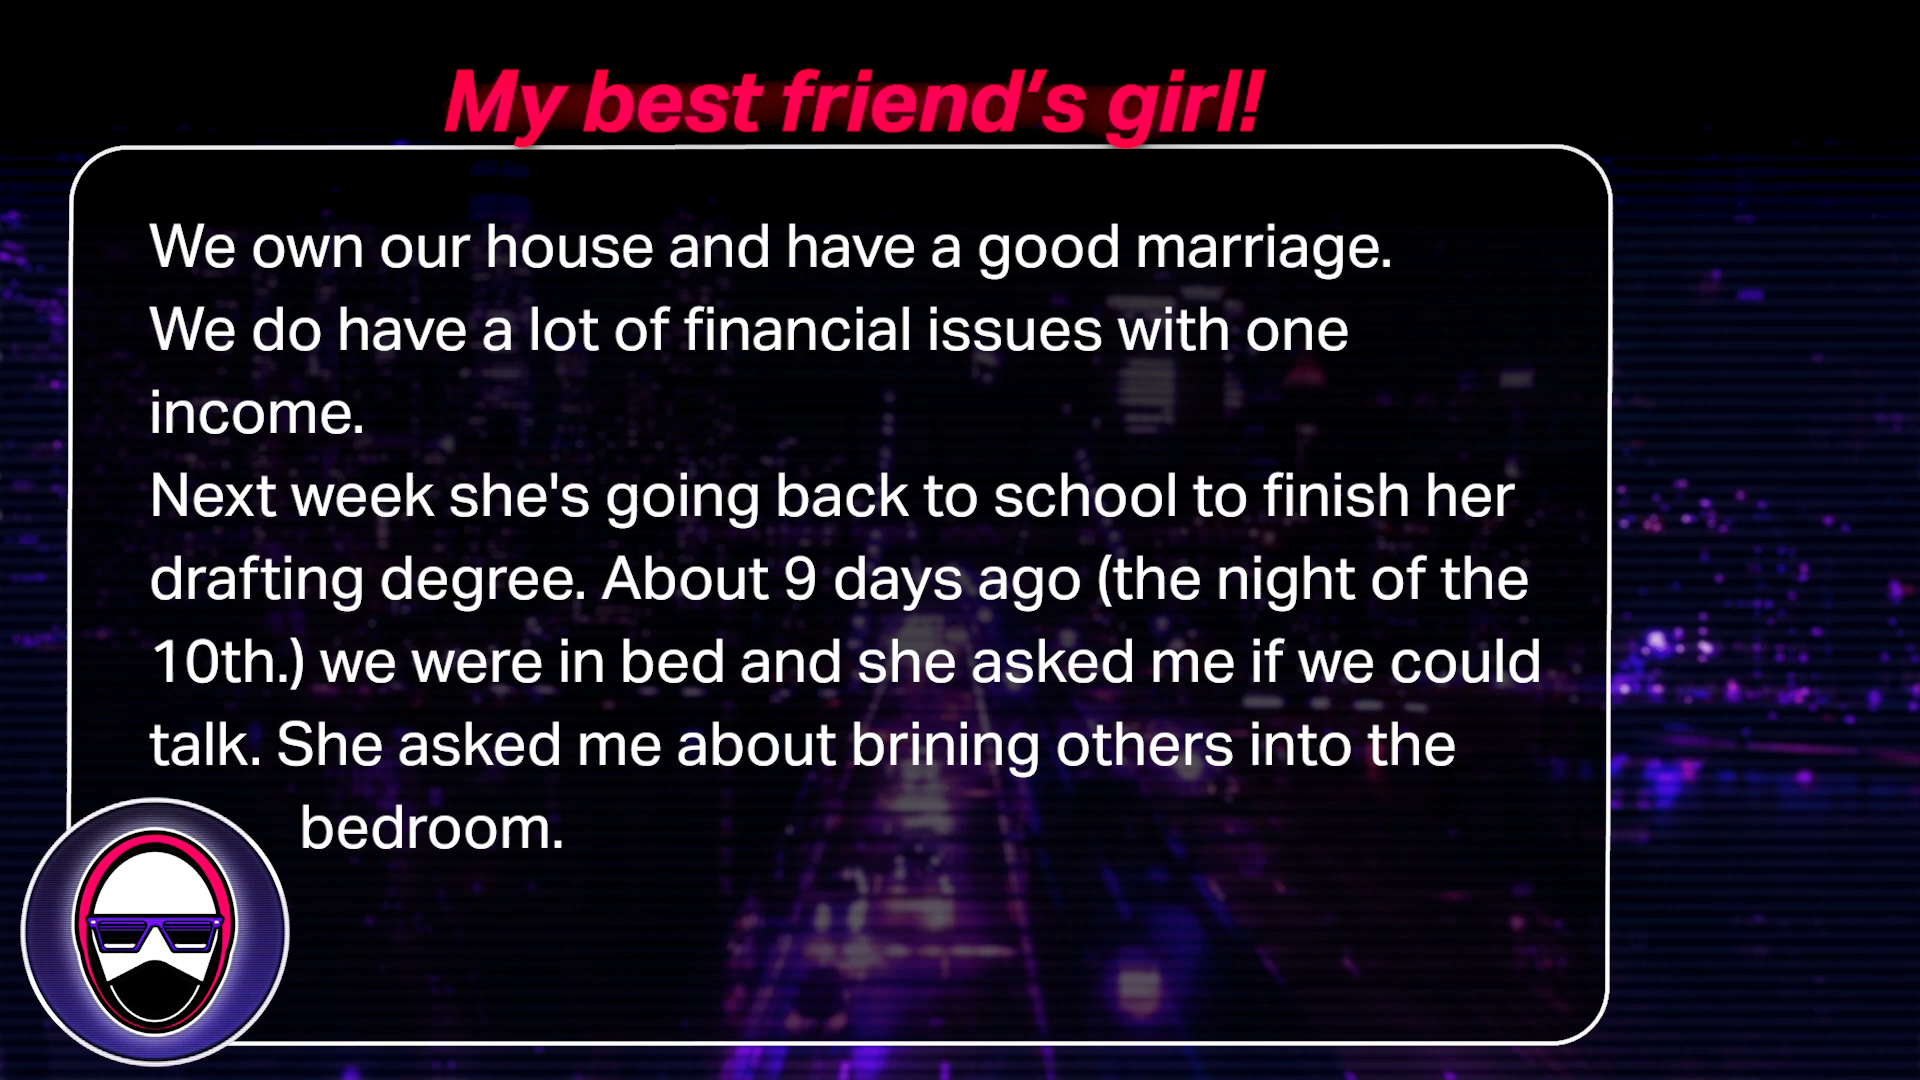 My best friend’s girl!
We own our house and have a good marriage.
We do have a lot of financial issues with one
income.
Next week she's going back to school to finish her
drafting degree. About 9 days ago (the night of the
10th.) we were in bed and she asked me if we could
talk. She asked me about brining others into the
bedroom.